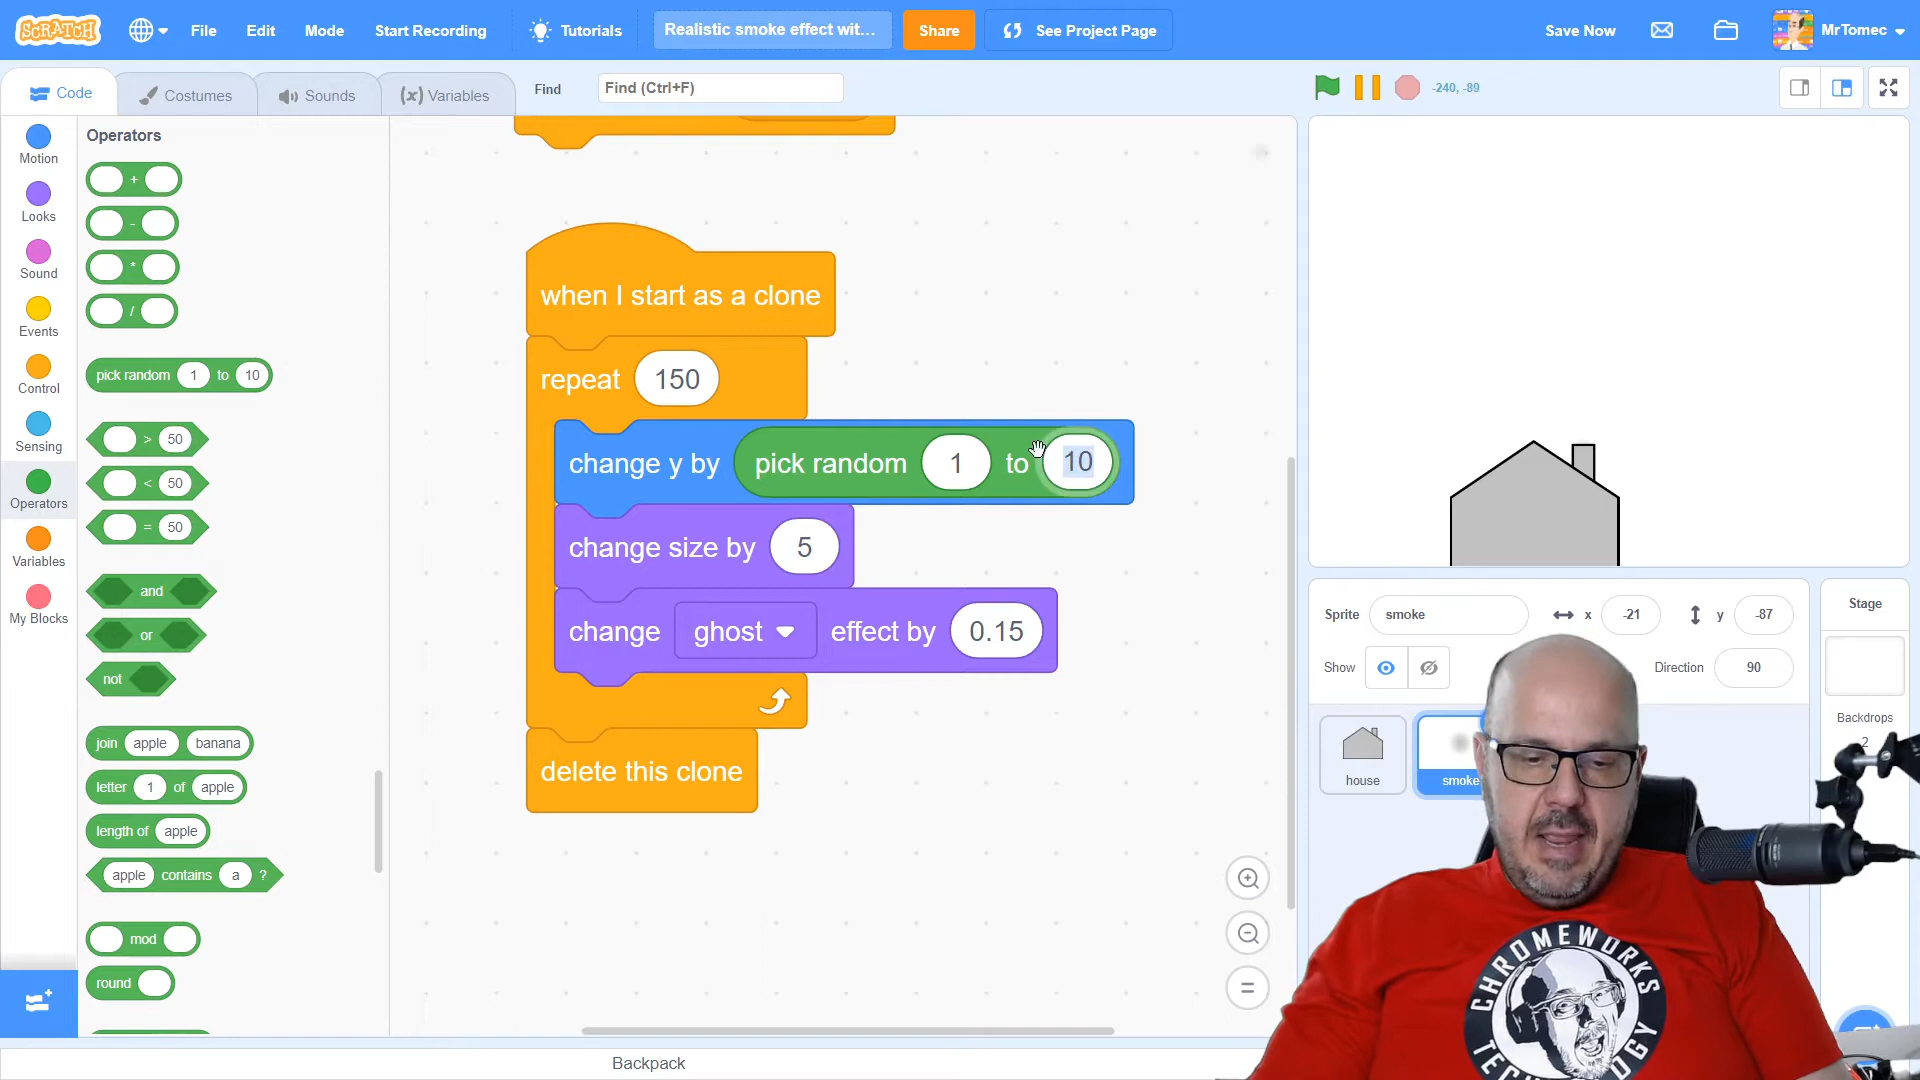 SCRATCH File Edit Mode Start Recording Tutorials Realistic smoke effect wit... Share See Project Page Save Now MrTomec
Code Costumes Sounds (x) Variables Find Find (Ctrl+F) -240, -89
Motion
Looks
Sound
Events
Control
Sensing
Operators
Variables
My Blocks
Operators
+
-
*
/
pick random 1 to 10
> 50
< 50
= 50
and
or
not
join apple banana
letter 1 of apple
length of apple
apple contains a ?
mod
round
when I start as a clone
repeat 150
change y by pick random 1 to 10
change size by 5
change ghost effect by 0.15
delete this clone
=
Backpack
Sprite smoke x -21 y -87
Show Direction 90
house
smoke
Stage
Backdrops
2
CHROMEWORKS